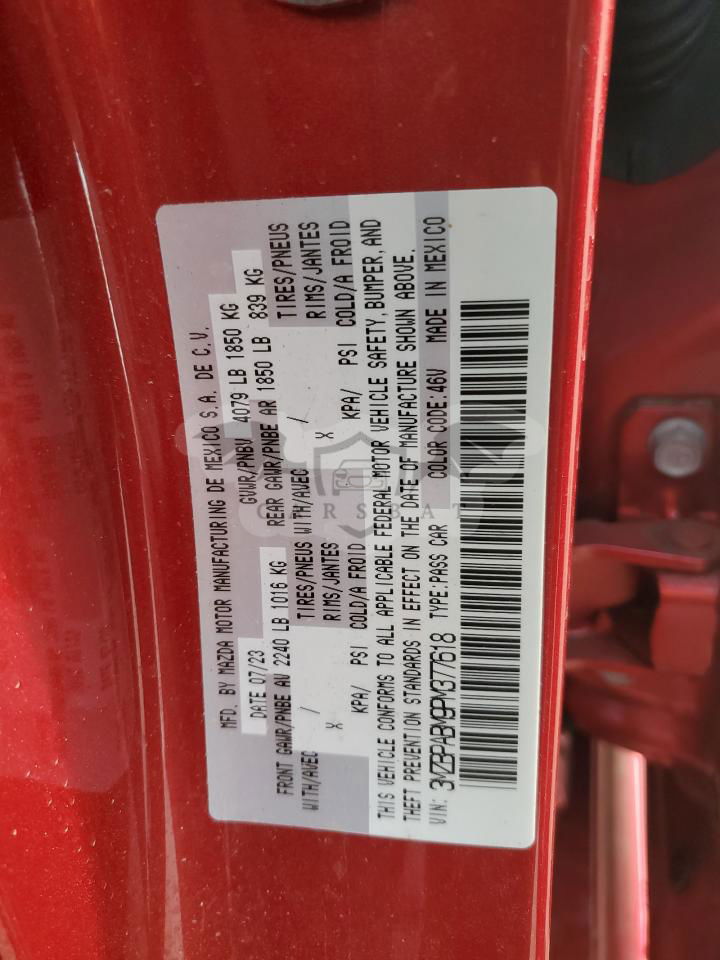 MFD. BY MAZDA MOTOR MANUFACTURING DE MEXICO S.A. DE C.V.
DATE 07/23 GVWR/PNBV 4079 LB 1850 KG
FRONT GAWR/PNBE AV 2240 LB 1016 KG REAR GAWR/PNBE AR 1850 LB 839 KG
WITH/AVEC / TIRES/PNEUS WITH/AVEC / TIRES/PNEUS
X RIMS/JANTES X RIMS/JANTES
KPA/ PSI COLD/A FROID KPA/ PSI COLD/A FROID
THIS VEHICLE CONFORMS TO ALL APPLICABLE FEDERAL MOTOR VEHICLE SAFETY, BUMPER, AND
THEFT PREVENTION STANDARDS IN EFFECT ON THE DATE OF MANUFACTURE SHOWN ABOVE.
VIN: 3MZBPABM9PM377618 TYPE:PASS CAR COLOR CODE:46V MADE IN MEXICO
CARSBAT